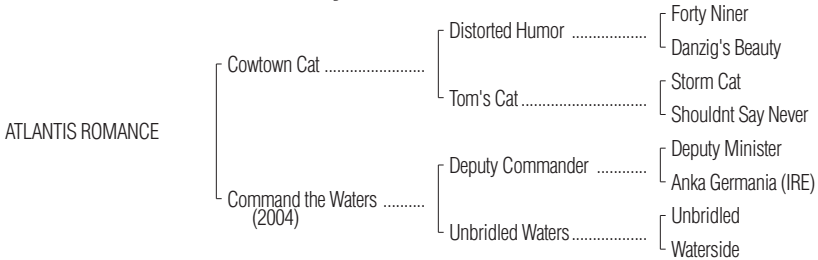 Forty Niner
Distorted Humor ..................
Danzig's Beauty
Cowtown Cat ........................
Storm Cat
Tom's Cat..............................
Shouldnt Say Never
ATLANTIS ROMANCE
Deputy Minister
Deputy Commander ............
Anka Germania (IRE)
Command the Waters ..........
(2004)
Unbridled
Unbridled Waters..................
Waterside